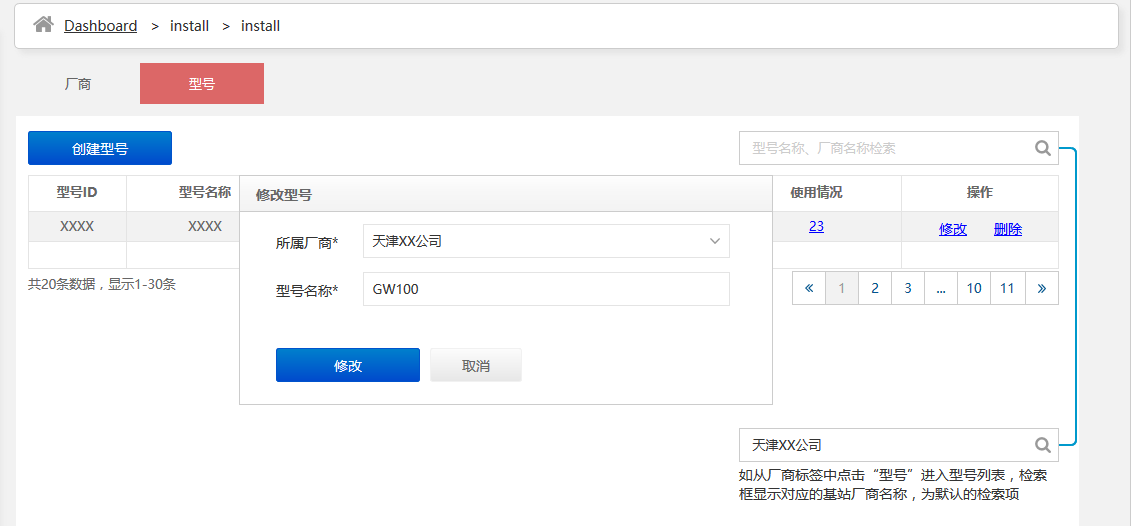 Dashboard > install > install
厂商 型号
创建型号 型号名称、厂商名称检索
型号ID 型号名称 修改型号 使用情况 操作
XXXX XXXX 23 修改 删除
所属厂商* 天津XX公司
共20条数据，显示1-30条 « 1 2 3 ... 10 11 »
型号名称* GW100
修改 取消
天津XX公司
如从厂商标签中点击“型号”进入型号列表，检索
框显示对应的基站厂商名称，为默认的检索项